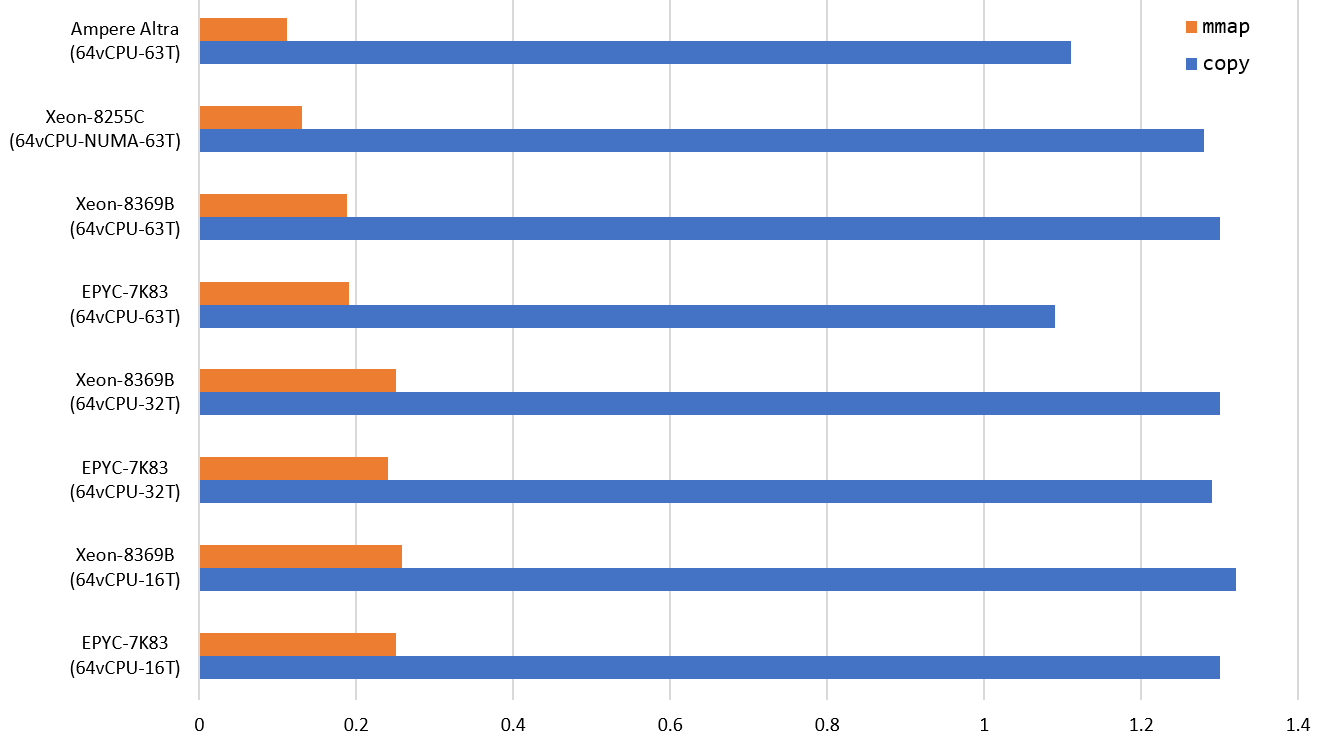 Ampere Altra
(64vCPU-63T)
mmap
copy
Xeon-8255C
(64vCPU-NUMA-63T)
Xeon-8369B
(64vCPU-63T)
EPYC-7K83
(64vCPU-63T)
Xeon-8369B
(64vCPU-32T)
EPYC-7K83
(64vCPU-32T)
Xeon-8369B
(64vCPU-16T)
EPYC-7K83
(64vCPU-16T)
0 0.2 0.4 0.6 0.8 1 1.2 1.4